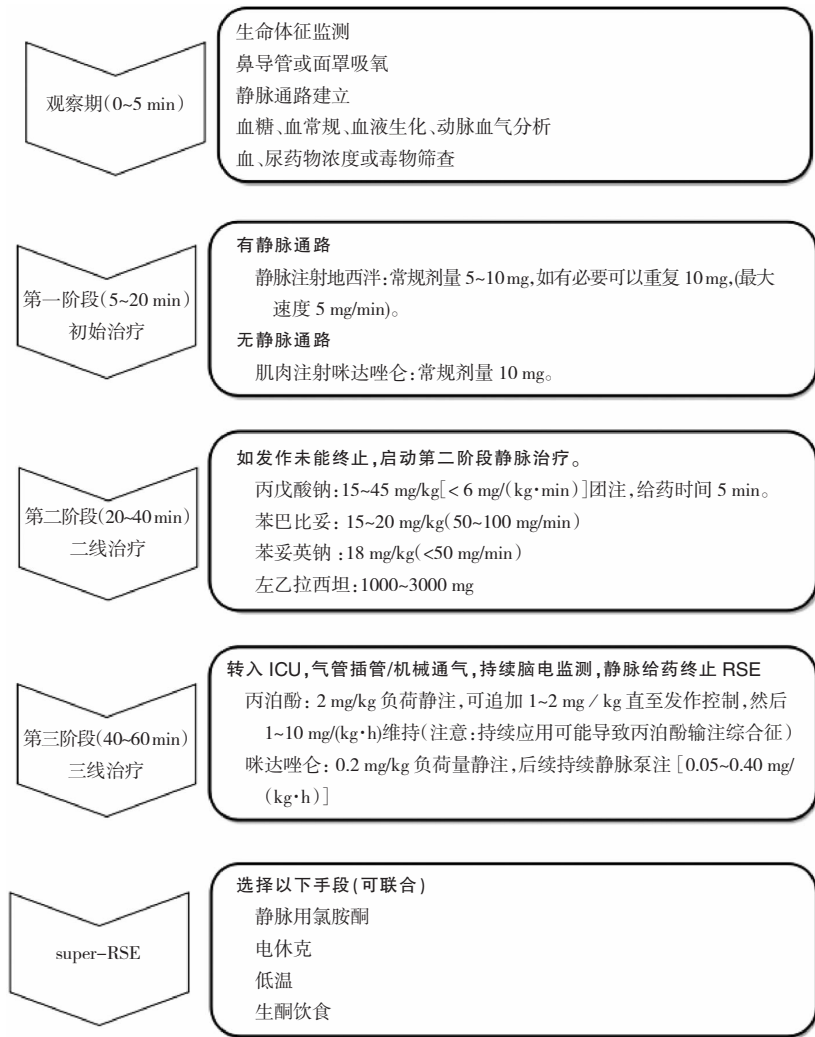 观察期(0~5 min)
生命体征监测
鼻导管或面罩吸氧
静脉通路建立
血糖、血常规、血液生化、动脉血气分析
血、尿药物浓度或毒物筛查
第一阶段(5~20 min)
初始治疗
有静脉通路
静脉注射地西泮:常规剂量 5~10 mg,如有必要可以重复 10 mg,(最大
速度 5 mg/min)。
无静脉通路
肌肉注射咪达唑仑:常规剂量 10 mg。
第二阶段(20~40 min)
二线治疗
如发作未能终止,启动第二阶段静脉治疗。
丙戊酸钠:15~45 mg/kg[< 6 mg/(kg·min)]团注,给药时间 5 min。
苯巴比妥: 15~20 mg/kg(50~100 mg/min)
苯妥英钠:18 mg/kg(<50 mg/min)
左乙拉西坦:1000~3000 mg
第三阶段(40~60 min)
三线治疗
转入 ICU,气管插管/机械通气,持续脑电监测,静脉给药终止 RSE
丙泊酚: 2 mg/kg 负荷静注,可追加 1~2 mg / kg 直至发作控制,然后
1~10 mg/(kg·h)维持(注意:持续应用可能导致丙泊酚输注综合征)
咪达唑仑: 0.2 mg/kg 负荷量静注,后续持续静脉泵注 [0.05~0.40 mg/
(kg·h)]
super-RSE
选择以下手段(可联合)
静脉用氯胺酮
电休克
低温
生酮饮食